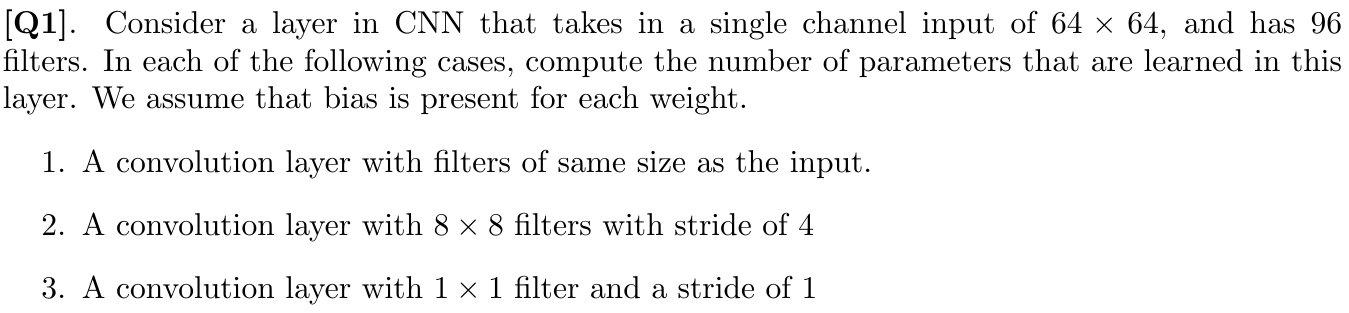 [Q1]. Consider a layer in CNN that takes in a single channel input of 64 × 64, and has 96
filters. In each of the following cases, compute the number of parameters that are learned in this
layer. We assume that bias is present for each weight.
1. A convolution layer with filters of same size as the input.
2. A convolution layer with 8 × 8 filters with stride of 4
3. A convolution layer with 1 × 1 filter and a stride of 1